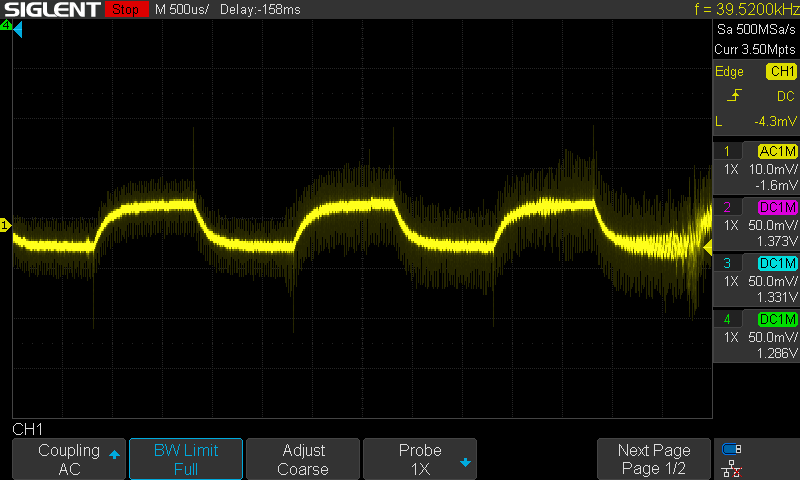 SIGLENT Stop M 500us/ Delay:-158ms f = 39.5200kHz
Sa 500MSa/s
Curr 3.50Mpts
Edge CH1
DC
L -4.3mV
1 AC1M
1X 10.0mV/
-1.6mV
2 DC1M
1X 50.0mV/
1.373V
3 DC1M
1X 50.0mV/
1.331V
4 DC1M
1X 50.0mV/
1.286V
4
1
CH1
Coupling
AC
BW Limit
Full
Adjust
Coarse
Probe
1X
Next Page
Page 1/2